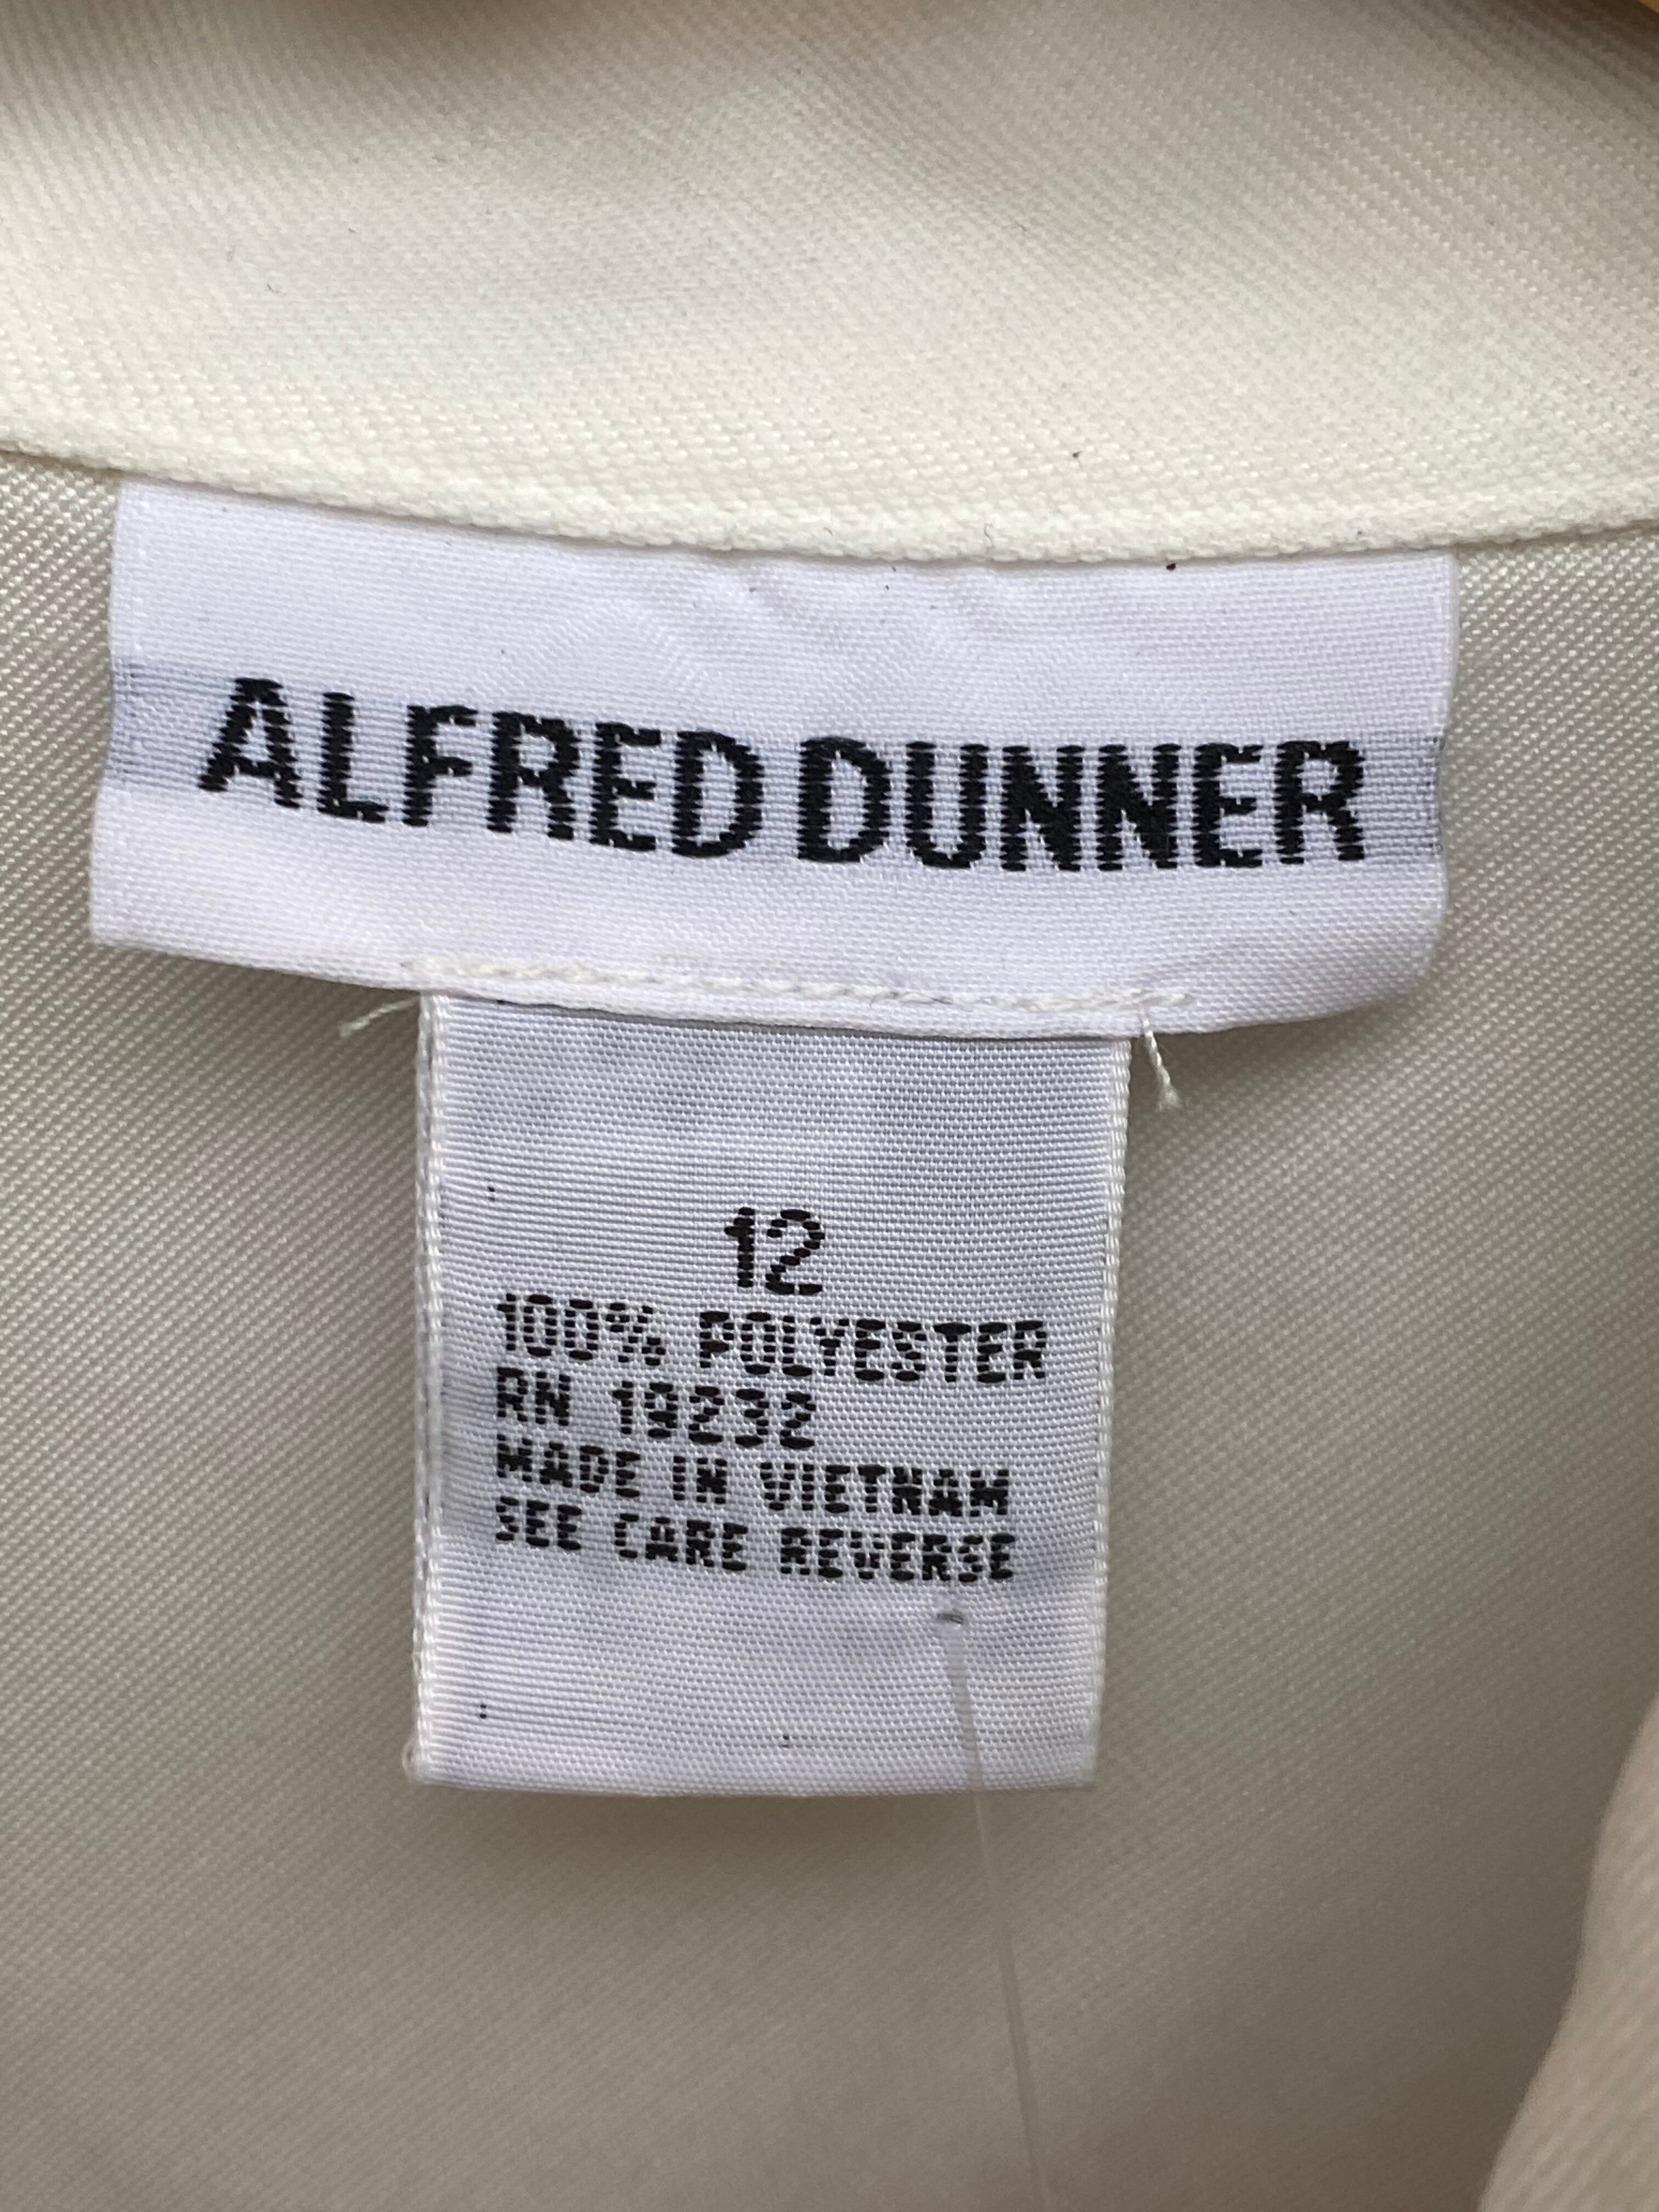 ALFRED DUNNER
12
100% POLYESTER
RN 19232
MADE IN VIETNAM
SEE CARE REVERSE